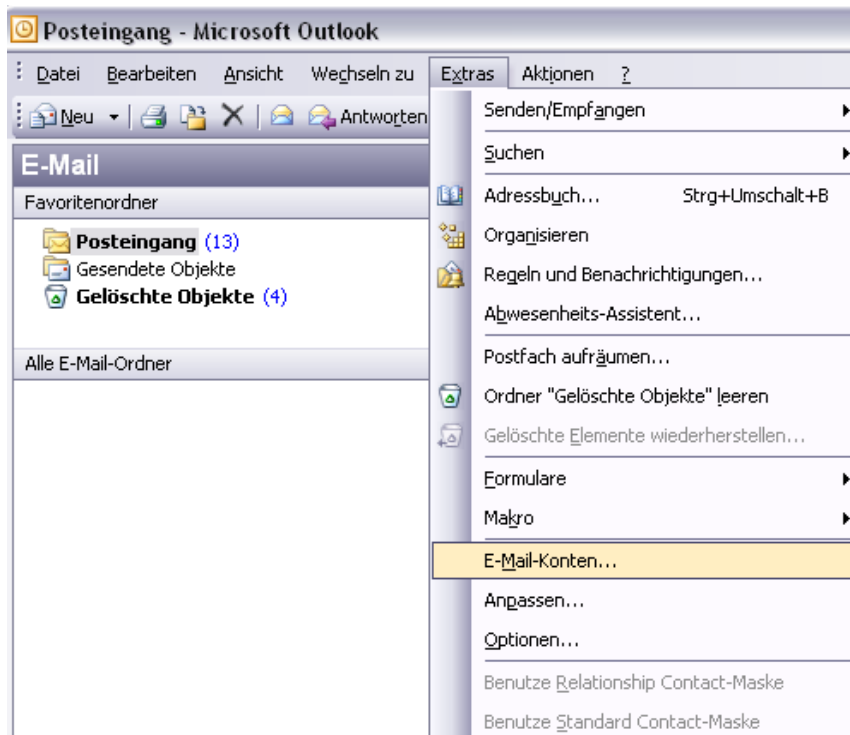 Posteingang - Microsoft Outlook
Datei Bearbeiten Ansicht Wechseln zu Extras Aktionen ?
Neu Antworten
E-Mail
Favoritenordner
Posteingang (13)
Gesendete Objekte
Gelöschte Objekte (4)
Alle E-Mail-Ordner
Senden/Empfangen
Suchen
Adressbuch... Strg+Umschalt+B
Organisieren
Regeln und Benachrichtigungen...
Abwesenheits-Assistent...
Postfach aufräumen...
Ordner "Gelöschte Objekte" leeren
Gelöschte Elemente wiederherstellen...
Formulare
Makro
E-Mail-Konten...
Anpassen...
Optionen...
Benutze Relationship Contact-Maske
Benutze Standard Contact-Maske